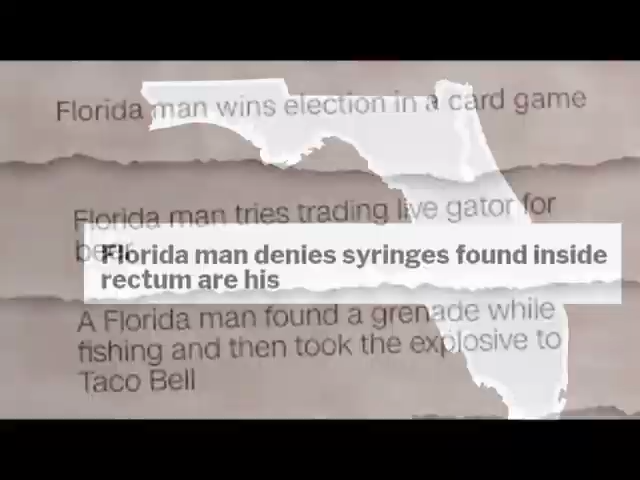 Florida man wins election in a card game
Florida man tries trading live gator for
beer
Florida man denies syringes found inside
rectum are his
A Florida man found a grenade while
fishing and then took the explosive to
Taco Bell